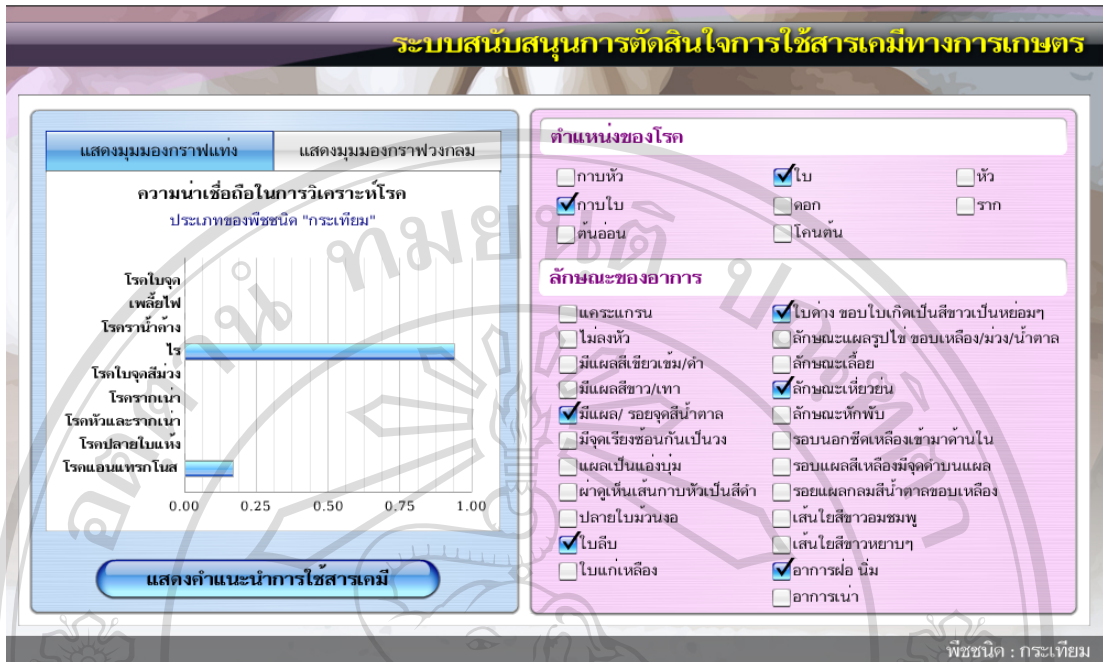 ระบบสนับสนุนการตัดสินใจการใช้สารเคมีทางการเกษตร
แสดงมุมมองกราฟแท่ง
แสดงมุมมองกราฟวงกลม
ความน่าเชื่อถือในการวิเคราะห์โรค
ประเภทของพืชชนิด "กระเทียม"
โรคใบจุด
เพลี้ยไฟ
โรคราน้ำค้าง
ไร
โรคใบจุดสีม่วง
โรครากเน่า
โรคหัวและรากเน่า
โรคปลายใบแห้ง
โรคแอนแทรกโนส
0.00 0.25 0.50 0.75 1.00
แสดงคำแนะนำการใช้สารเคมี
ตำแหน่งของโรค
กาบหัว ใบ หัว
กาบใบ ดอก ราก
ต้นอ่อน โคนต้น
ลักษณะของอาการ
แคระแกรน ใบด่าง ขอบใบเกิดเป็นสีขาวเป็นหย่อมๆ
ไม่ลงหัว ลักษณะแผลรูปไข่ ขอบเหลือง/ม่วง/น้ำตาล
มีแผลสีเขียวเข้ม/ดำ ลักษณะเลื้อย
มีแผลสีขาว/เทา ลักษณะเหี่ยวย่น
มีแผล/ รอยจุดสีน้ำตาล ลักษณะหักพับ
มีจุดเรียงซ้อนกันเป็นวง รอบนอกซีดเหลืองเข้ามาด้านใน
แผลเป็นแอ่งบุ๋ม รอบแผลสีเหลืองมีจุดดำบนแผล
ผ่าดูเห็นเส้นกาบหัวเป็นสีดำ รอยแผลกลมสีน้ำตาลขอบเหลือง
ปลายใบม้วนงอ เส้นใยสีขาวอมชมพู
ใบลีบ เส้นใยสีขาวหยาบๆ
ใบแก่เหลือง อาการฝ่อ นิ่ม
อาการเน่า
พืชชนิด : กระเทียม